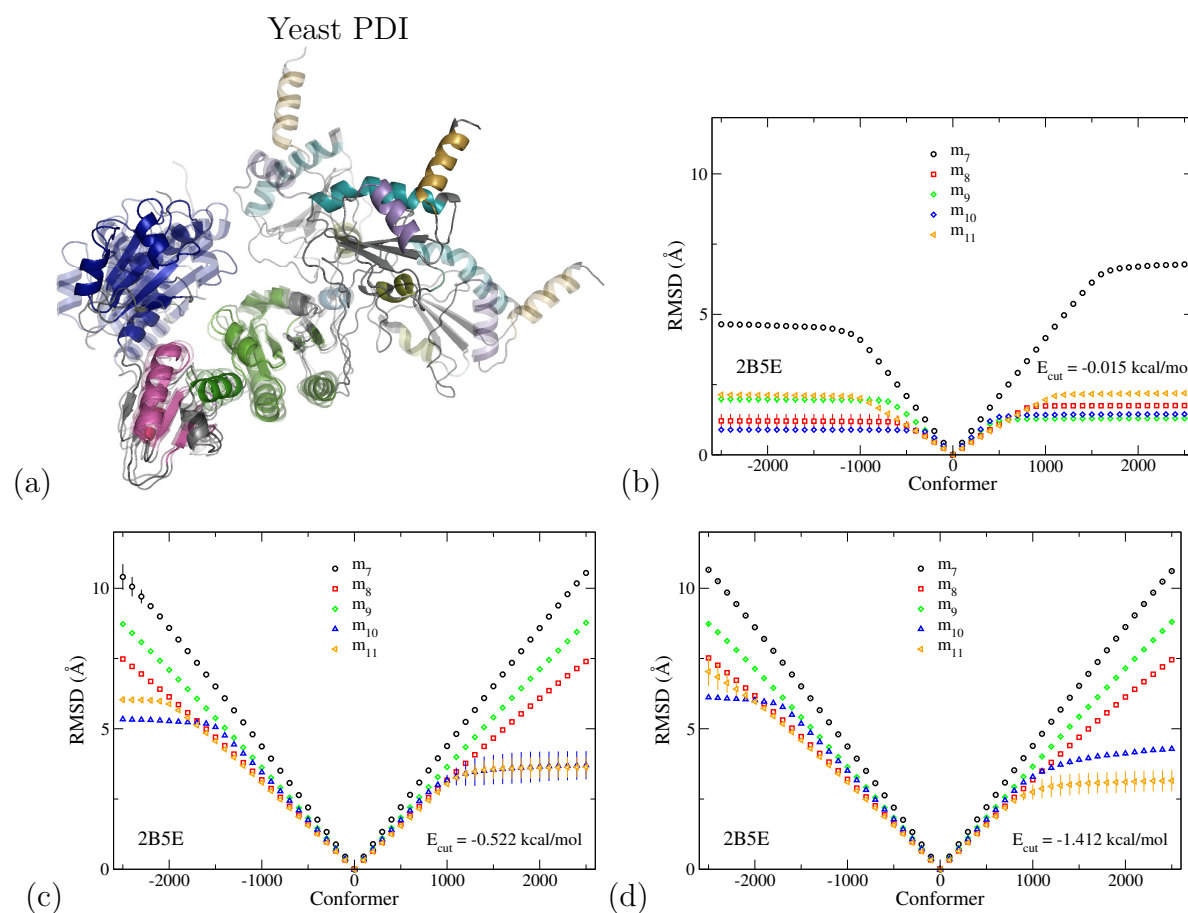 Yeast PDI
(a)
10
5
0
RMSD (Å)
m7
m8
m9
m10
m11
2B5E
Ecut = -0.015 kcal/mo
-2000 -1000 0 1000 2000
Conformer
(b)
10
5
0
RMSD (Å)
m7
m8
m9
m10
m11
2B5E
Ecut = -0.522 kcal/mol
-2000 -1000 0 1000 2000
Conformer
(c)
10
5
0
RMSD (Å)
m7
m8
m9
m10
m11
2B5E
Ecut = -1.412 kcal/mol
-2000 -1000 0 1000 2000
Conformer
(d)